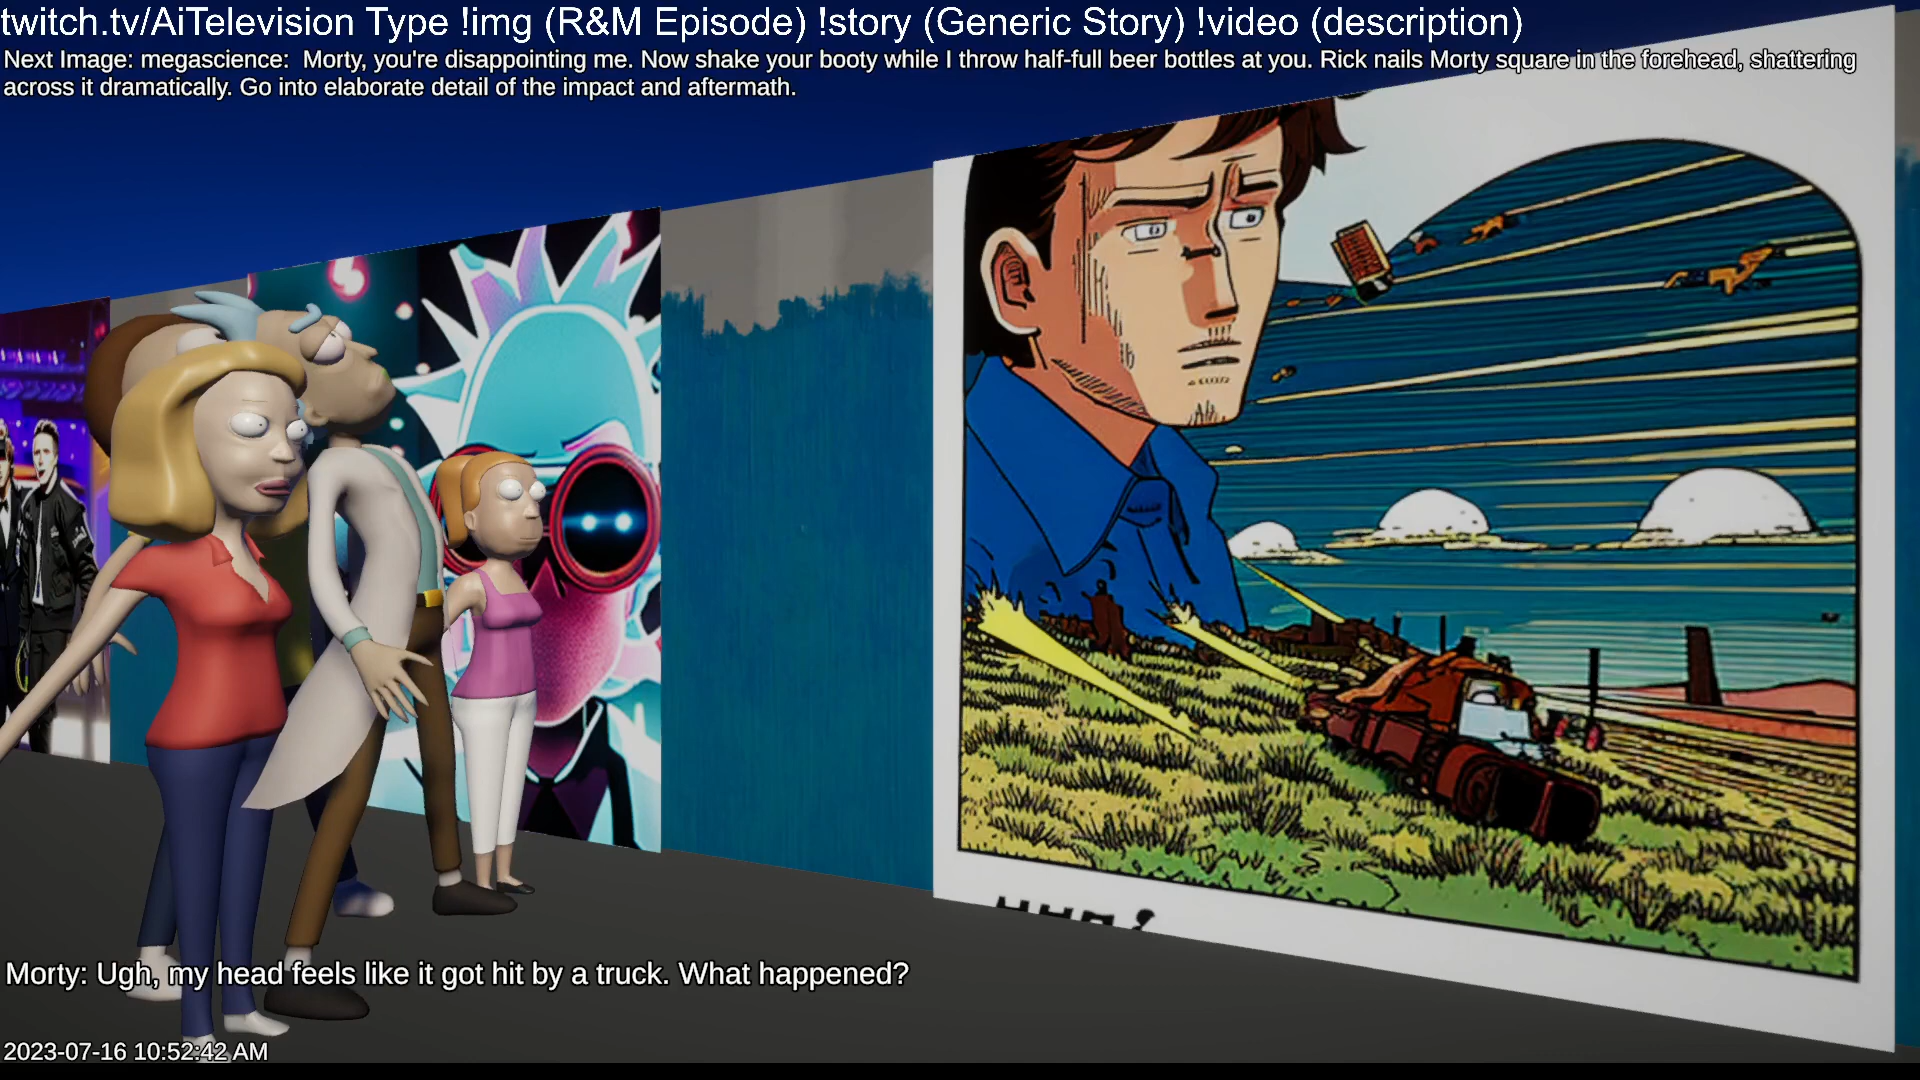 twitch.tv/AiTelevision Type !img (R&M Episode) !story (Generic Story) !video (description)
Next Image: megascience:  Morty, you're disappointing me. Now shake your booty while I throw half-full beer bottles at you. Rick nails Morty square in the forehead, shattering
across it dramatically. Go into elaborate detail of the impact and aftermath.
Morty: Ugh, my head feels like it got hit by a truck. What happened?
2023-07-16 10:52:42 AM